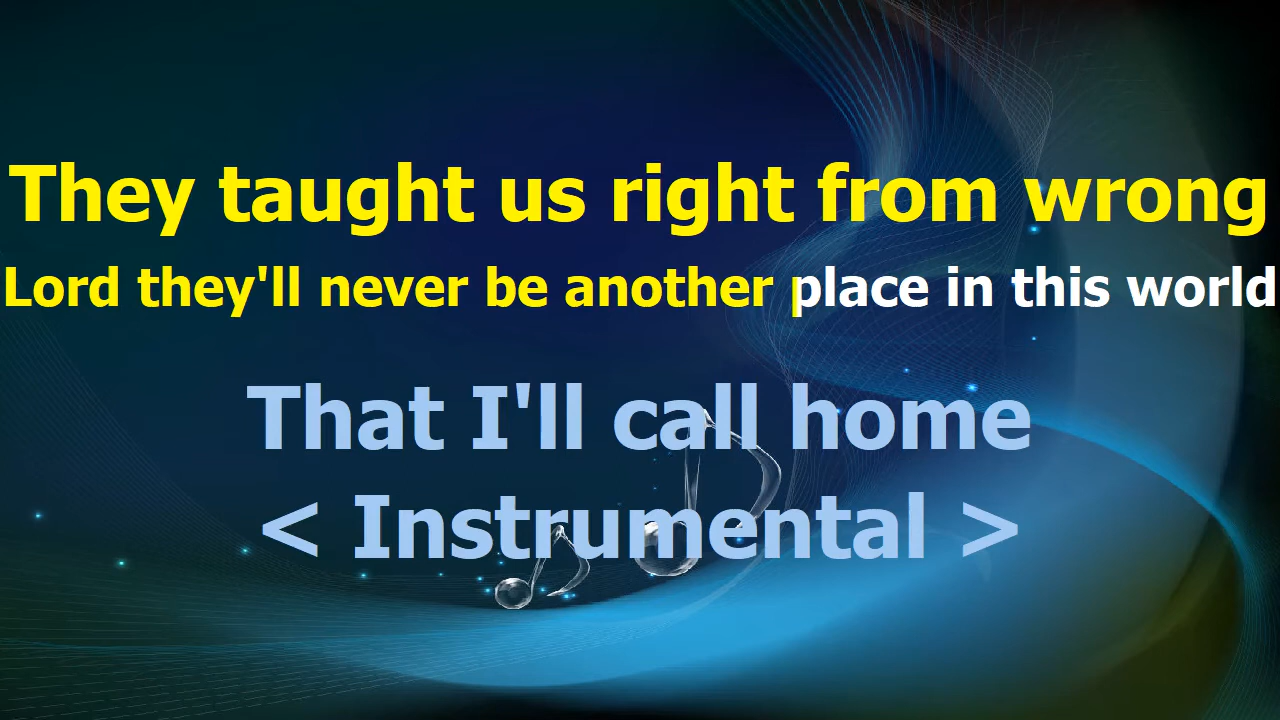 They taught us right from wrong
Lord they'll never be another place in this world
That I'll call home
< Instrumental >